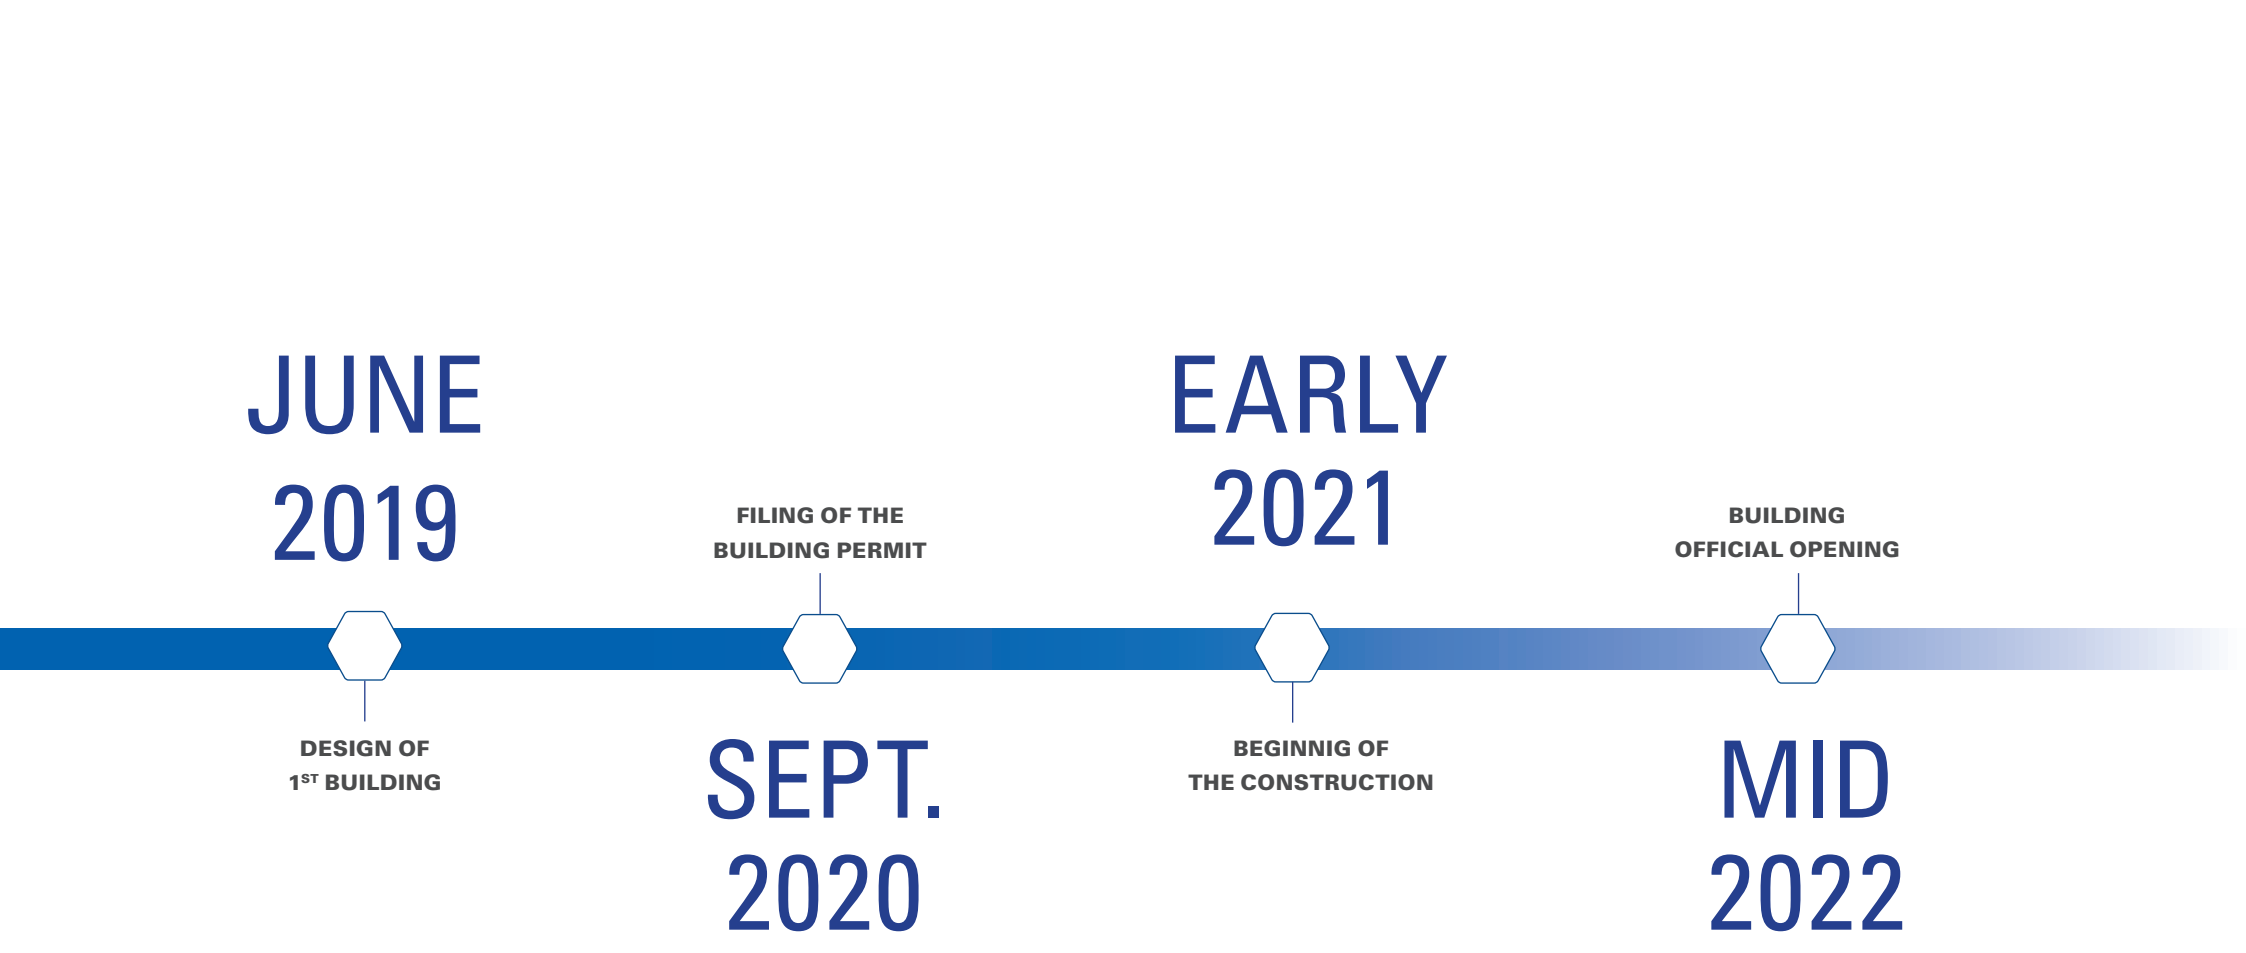 JUNE
2019
DESIGN OF
1ST BUILDING
FILING OF THE
BUILDING PERMIT
SEPT.
2020
EARLY
2021
BEGINNIG OF
THE CONSTRUCTION
BUILDING
OFFICIAL OPENING
MID
2022